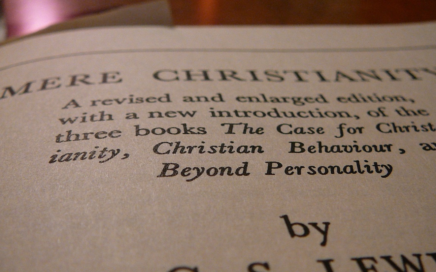 MERE CHRISTIANITY
A revised and enlarged edition,
with a new introduction, of the
three books The Case for Christ-
ianity, Christian Behaviour, a
Beyond Personality
by
C. S. LEW